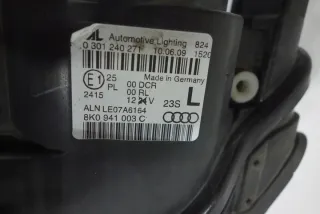 AL Automotive Lighting 824
0 301 240 271 10.06.09 1520
E1 25 00 DCR Made in Germany
PL 00 RL
2415 12 V 23S L
ALN LE07A6164
8K0 941 003 C